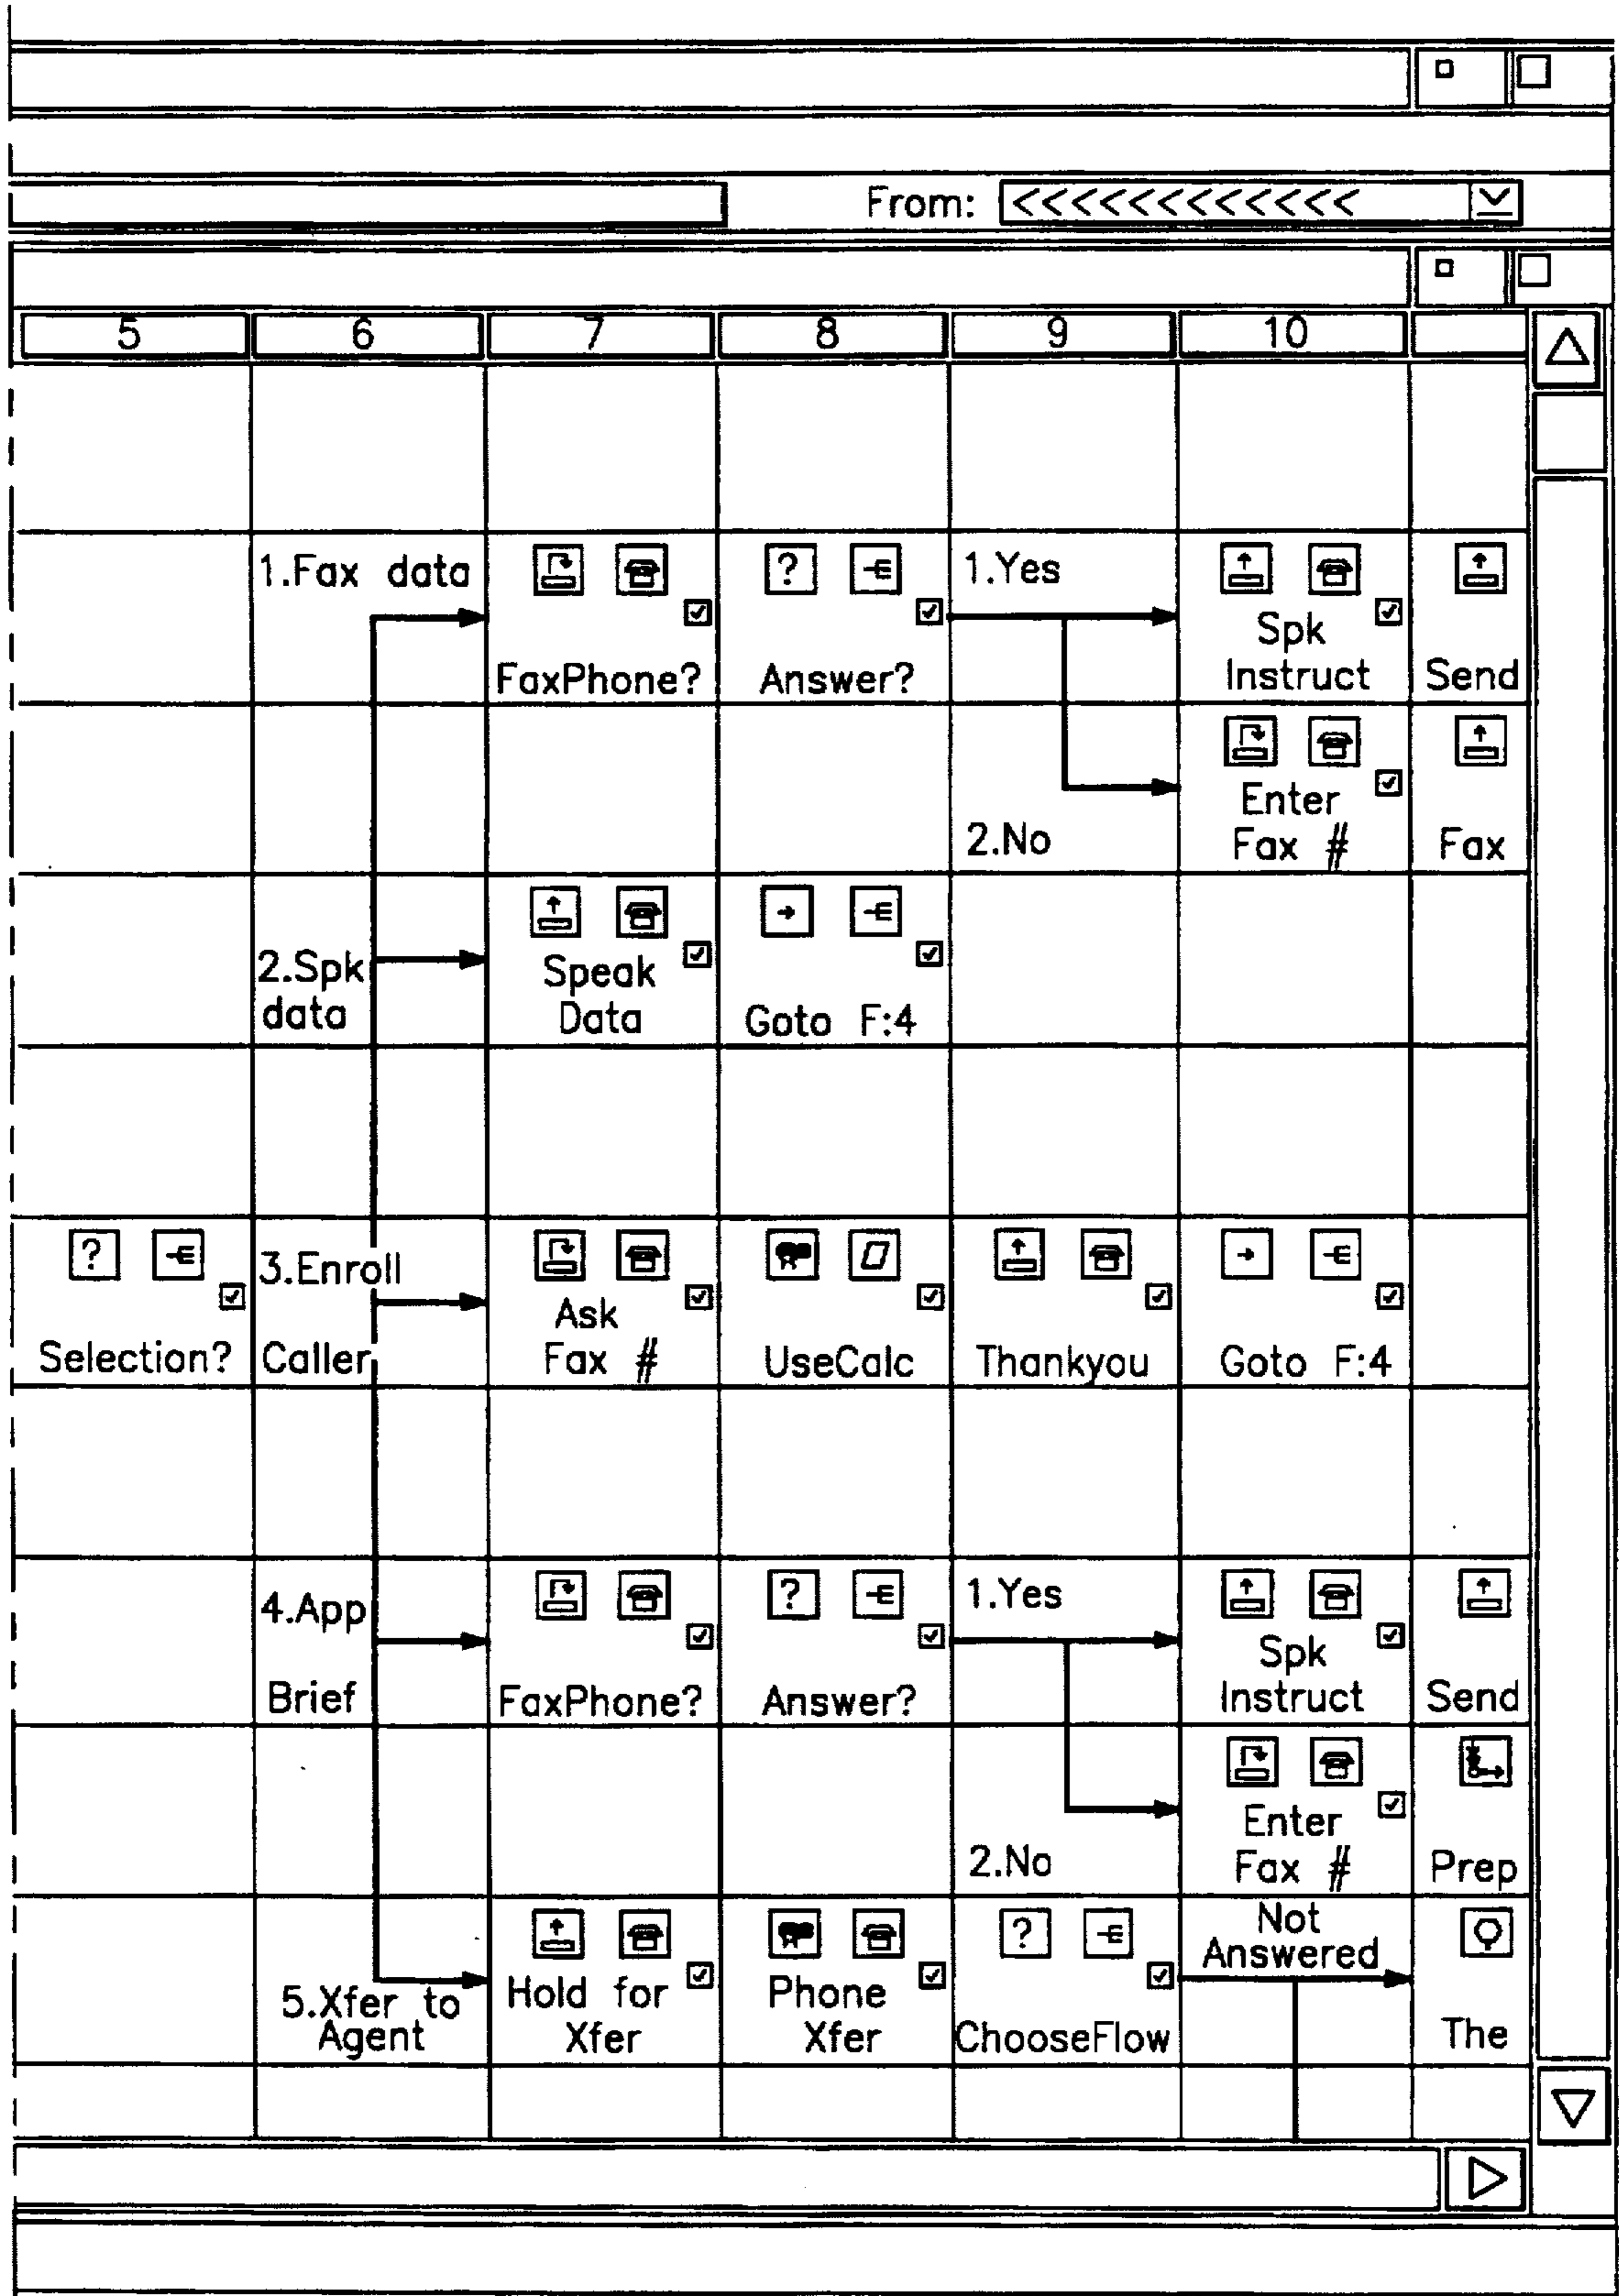 From: <<<<<<<<<<<<
5 6 7 8 9 10
1.Fax data
FaxPhone?
?
Answer?
1.Yes
Spk
Instruct
Send
2.No
Enter
Fax #
Fax
2.Spk
data
Speak
Data
Goto F:4
?
Selection?
3.Enroll
Caller
Ask
Fax #
UseCalc
Thankyou
Goto F:4
4.App
Brief
FaxPhone?
?
Answer?
1.Yes
Spk
Instruct
Send
2.No
Enter
Fax #
Prep
5.Xfer to
Agent
Hold for
Xfer
Phone
Xfer
?
ChooseFlow
Not
Answered
The